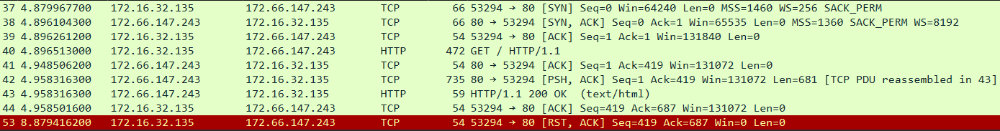 37 4.879967700 172.16.32.135 172.66.147.243 TCP 66 53294 → 80 [SYN] Seq=0 Win=64240 Len=0 MSS=1460 WS=256 SACK_PERM
38 4.896104300 172.66.147.243 172.16.32.135 TCP 66 80 → 53294 [SYN, ACK] Seq=0 Ack=1 Win=65535 Len=0 MSS=1360 SACK_PERM WS=8192
39 4.896261200 172.16.32.135 172.66.147.243 TCP 54 53294 → 80 [ACK] Seq=1 Ack=1 Win=131840 Len=0
40 4.896513000 172.16.32.135 172.66.147.243 HTTP 472 GET / HTTP/1.1
41 4.948506200 172.66.147.243 172.16.32.135 TCP 54 80 → 53294 [ACK] Seq=1 Ack=419 Win=131072 Len=0
42 4.958316300 172.66.147.243 172.16.32.135 TCP 735 80 → 53294 [PSH, ACK] Seq=1 Ack=419 Win=131072 Len=681 [TCP PDU reassembled in 43]
43 4.958316300 172.66.147.243 172.16.32.135 HTTP 59 HTTP/1.1 200 OK (text/html)
44 4.958501600 172.16.32.135 172.66.147.243 TCP 54 53294 → 80 [ACK] Seq=419 Ack=687 Win=131072 Len=0
53 8.879416200 172.16.32.135 172.66.147.243 TCP 54 53294 → 80 [RST, ACK] Seq=419 Ack=687 Win=0 Len=0